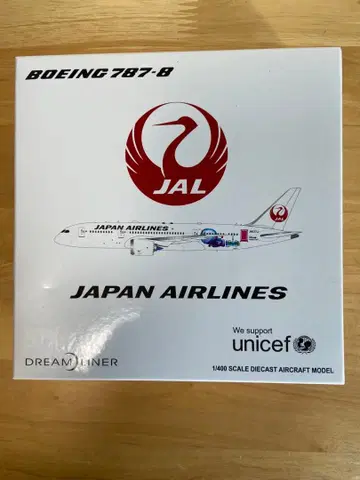 BOEING 787-8
JAL
JAPAN AIRLINES
JAPAN AIRLINES
We support
unicef
DREAMLINER
1/400 SCALE DIECAST AIRCRAFT MODEL